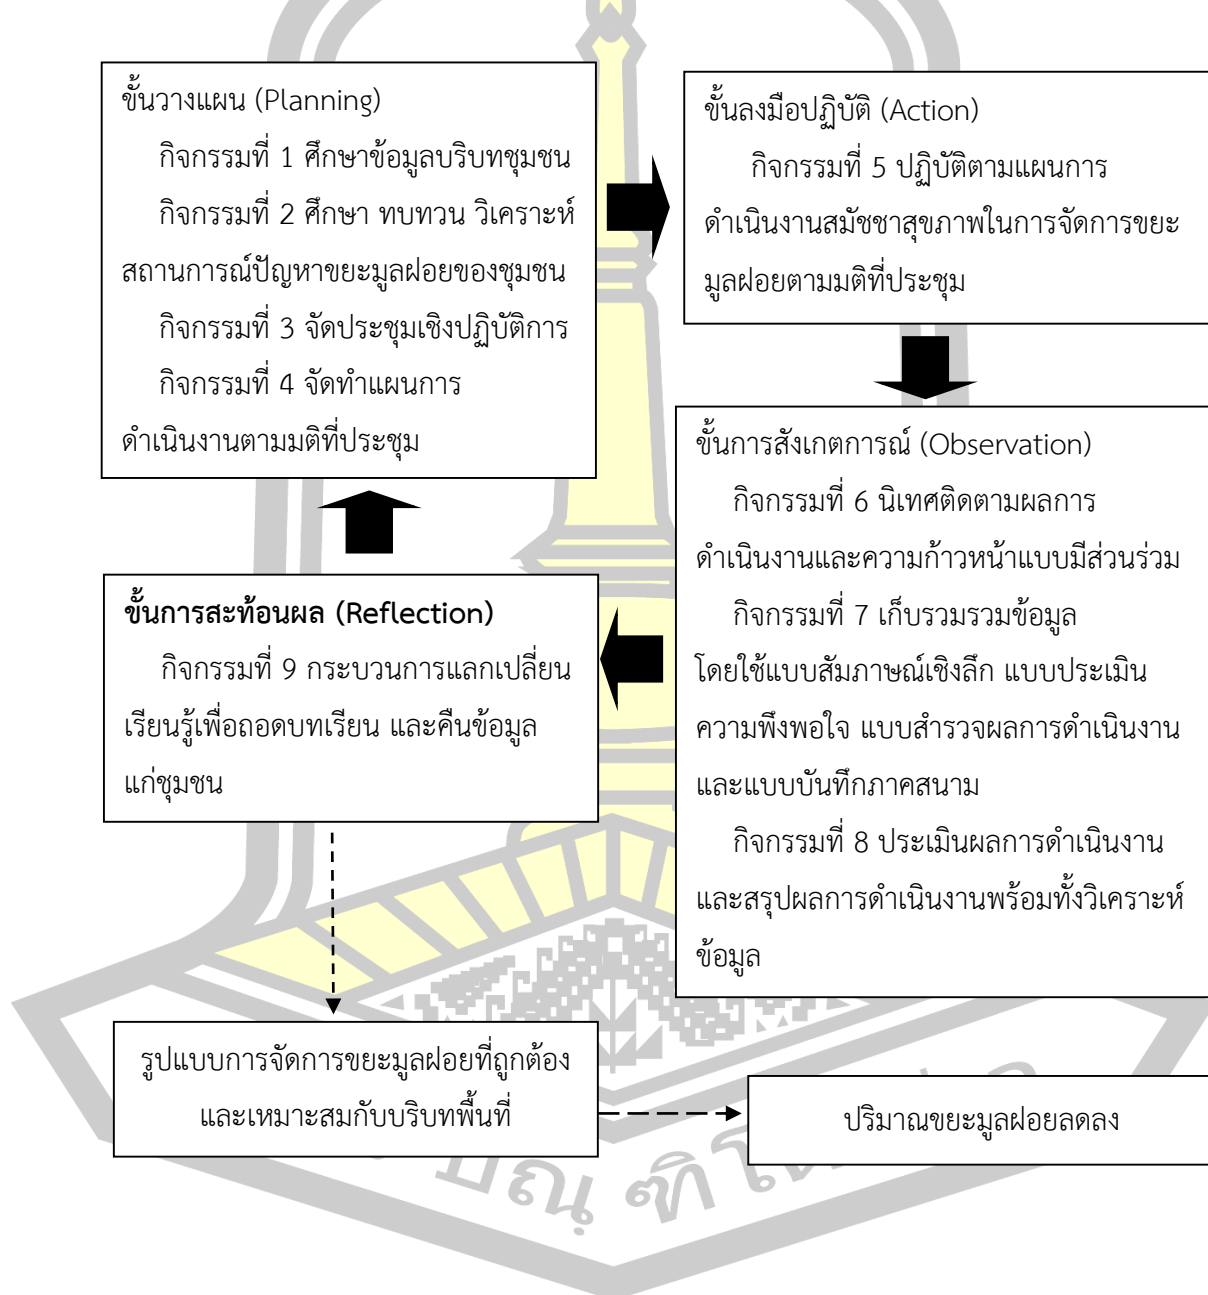 ขั้นวางแผน (Planning)
กิจกรรมที่ 1 ศึกษาข้อมูลบริบทชุมชน
กิจกรรมที่ 2 ศึกษา ทบทวน วิเคราะห์
สถานการณ์ปัญหาขยะมูลฝอยของชุมชน
กิจกรรมที่ 3 จัดประชุมเชิงปฏิบัติการ
กิจกรรมที่ 4 จัดทำแผนการ
ดำเนินงานตามมติที่ประชุม
ขั้นลงมือปฏิบัติ (Action)
กิจกรรมที่ 5 ปฏิบัติตามแผนการ
ดำเนินงานสมัชชาสุขภาพในการจัดการขยะ
มูลฝอยตามมติที่ประชุม
ขั้นการสังเกตการณ์ (Observation)
กิจกรรมที่ 6 นิเทศติดตามผลการ
ดำเนินงานและความก้าวหน้าแบบมีส่วนร่วม
กิจกรรมที่ 7 เก็บรวมรวมข้อมูล
โดยใช้แบบสัมภาษณ์เชิงลึก แบบประเมิน
ความพึงพอใจ แบบสำรวจผลการดำเนินงาน
และแบบบันทึกภาคสนาม
กิจกรรมที่ 8 ประเมินผลการดำเนินงาน
และสรุปผลการดำเนินงานพร้อมทั้งวิเคราะห์
ข้อมูล
ขั้นการสะท้อนผล (Reflection)
กิจกรรมที่ 9 กระบวนการแลกเปลี่ยน
เรียนรู้เพื่อถอดบทเรียน และคืนข้อมูล
แก่ชุมชน
รูปแบบการจัดการขยะมูลฝอยที่ถูกต้อง
และเหมาะสมกับบริบทพื้นที่
ปริมาณขยะมูลฝอยลดลง